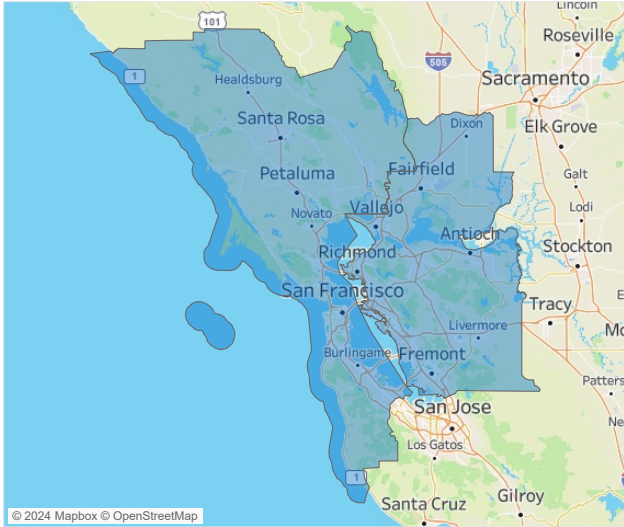 Lincoln
101
Roseville
505
1
Healdsburg
Sacramento
Santa Rosa
Dixon
Elk Grove
Petaluma
Fairfield
Galt
Novato
Vallejo
Lodi
Antioch
Stockton
Richmond
San Francisco
Tracy
Livermore
Burlingame
Fremont
Patters
San Jose
Los Gatos
1
Gilroy
Santa Cruz
© 2024 Mapbox © OpenStreetMap